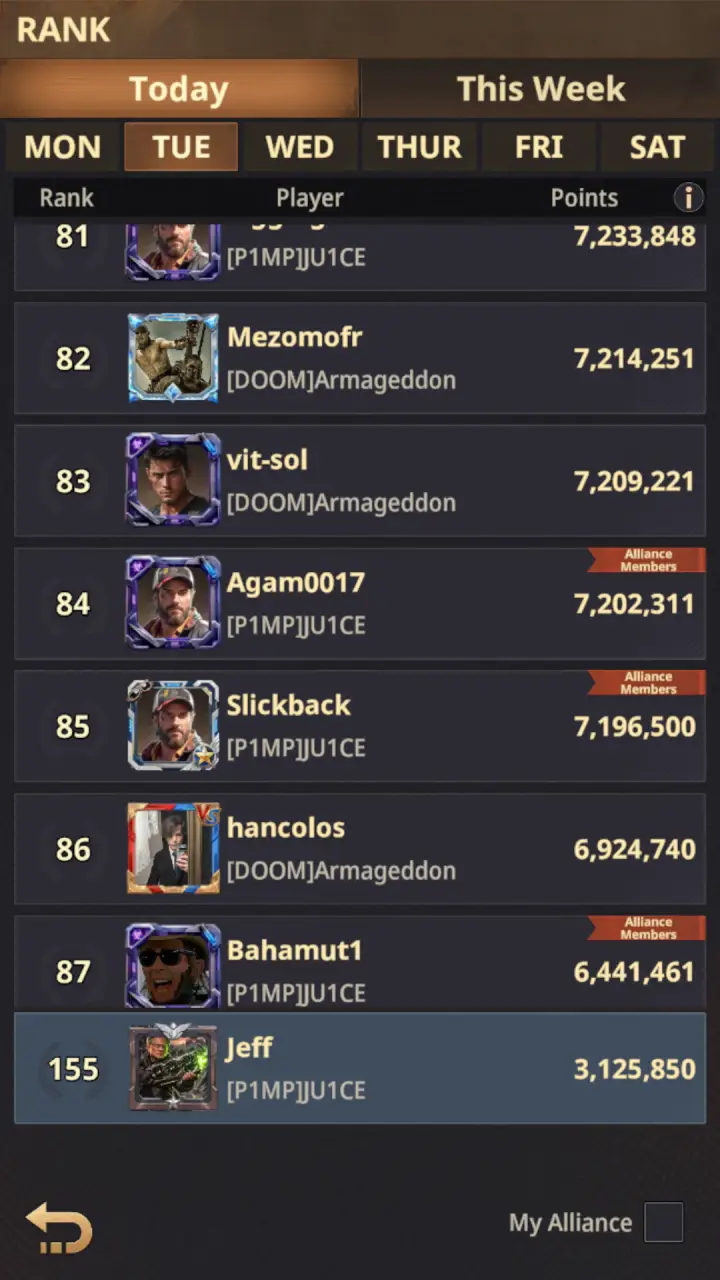 RANK
Today
This Week
MON TUE WED THUR FRI SAT
Rank Player Points
81
7,233,848
[P1MP]JU1CE
82
Mezomofr
[DOOM]Armageddon
7,214,251
83
vit-sol
[DOOM]Armageddon
7,209,221
84
Agam0017
[P1MP]JU1CE
Alliance
Members
7,202,311
85
Slickback
[P1MP]JU1CE
Alliance
Members
7,196,500
86
hancolos
[DOOM]Armageddon
6,924,740
87
Bahamut1
[P1MP]JU1CE
Alliance
Members
6,441,461
155
Jeff
[P1MP]JU1CE
3,125,850
My Alliance